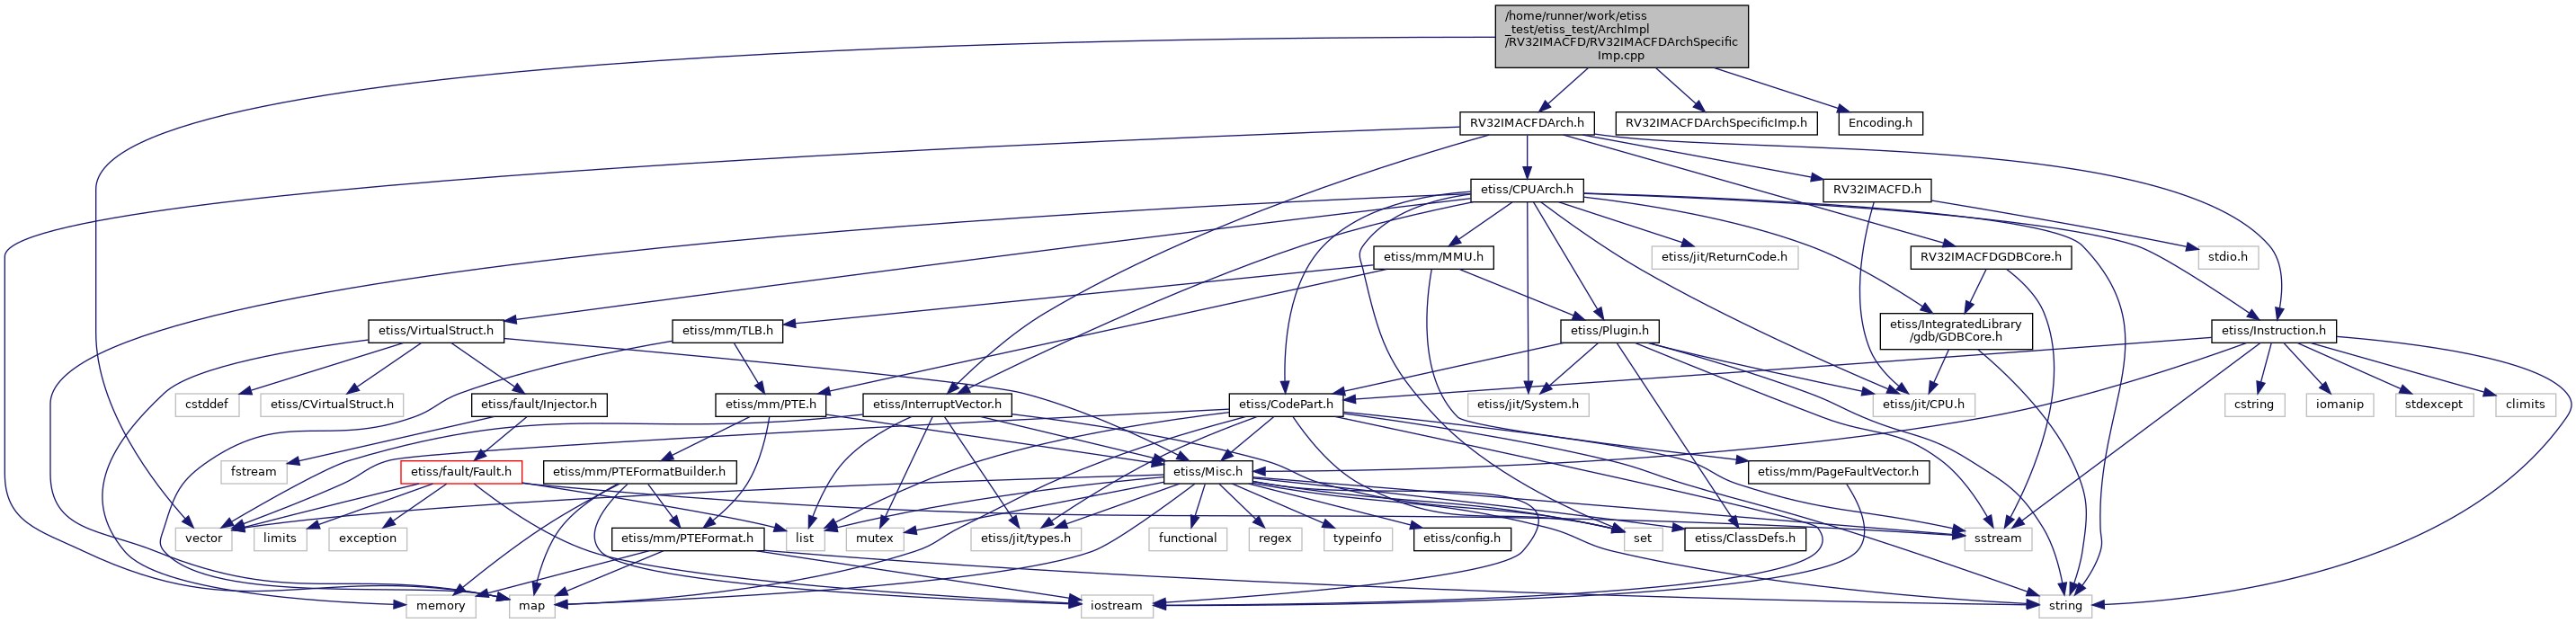 /home/runner/work/etiss
_test/etiss_test/ArchImpl
/RV32IMACFD/RV32IMACFDArchSpecific
Imp.cpp
RV32IMACFDArch.h
RV32IMACFDArchSpecificImp.h
Encoding.h
etiss/CPUArch.h
RV32IMACFD.h
etiss/mm/MMU.h
etiss/jit/ReturnCode.h
RV32IMACFDGDBCore.h
stdio.h
etiss/VirtualStruct.h
etiss/mm/TLB.h
etiss/Plugin.h
etiss/IntegratedLibrary
/gdb/GDBCore.h
etiss/Instruction.h
cstddef
etiss/CVirtualStruct.h
etiss/fault/Injector.h
etiss/mm/PTE.h
etiss/InterruptVector.h
etiss/CodePart.h
etiss/jit/System.h
etiss/jit/CPU.h
cstring
iomanip
stdexcept
climits
fstream
etiss/fault/Fault.h
etiss/mm/PTEFormatBuilder.h
etiss/Misc.h
etiss/mm/PageFaultVector.h
vector
limits
exception
etiss/mm/PTEFormat.h
list
mutex
etiss/jit/types.h
functional
regex
typeinfo
etiss/config.h
set
etiss/ClassDefs.h
sstream
memory
map
iostream
string